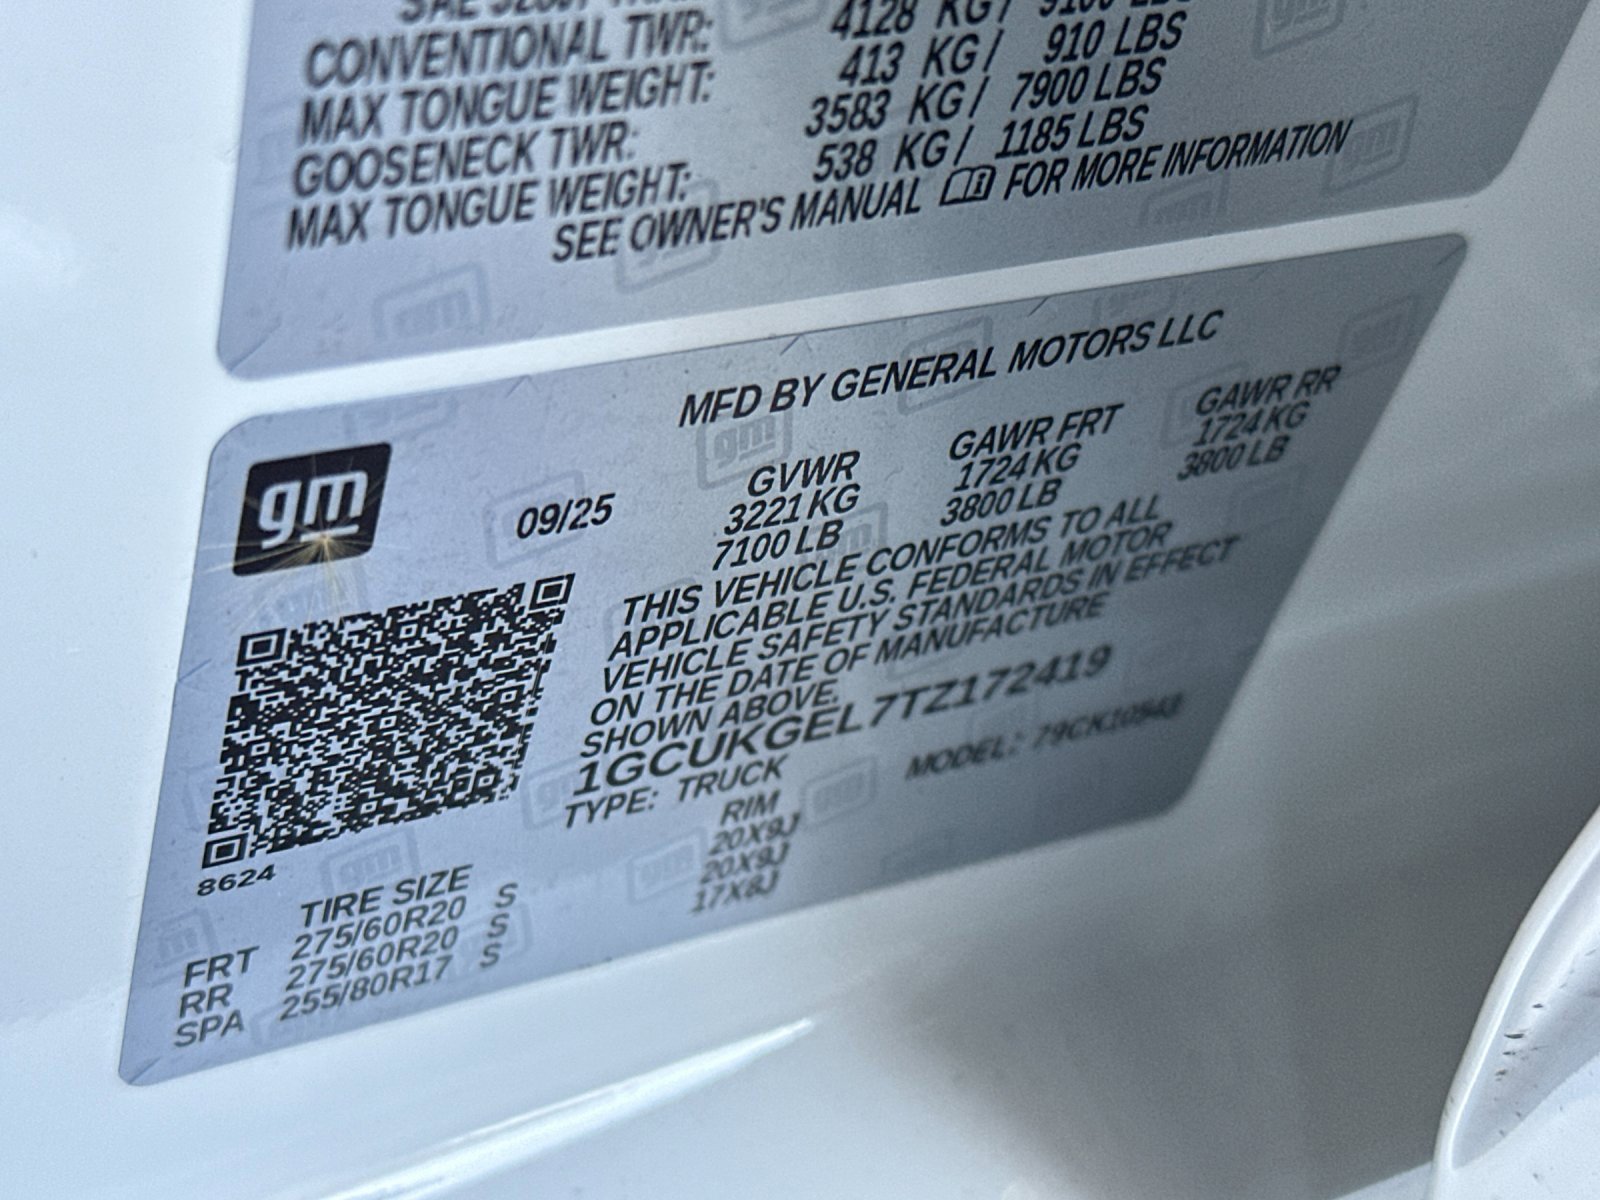 CONVENTIONAL TWR: 4128 KG/ 9100 LBS
MAX TONGUE WEIGHT: 413 KG/ 910 LBS
GOOSENECK TWR: 3583 KG/ 7900 LBS
MAX TONGUE WEIGHT: 538 KG/ 1185 LBS
SEE OWNER'S MANUAL FOR MORE INFORMATION
MFD BY GENERAL MOTORS LLC
gm
09/25
GVWR GAWR FRT GAWR RR
3221 KG 1724 KG 1724 KG
7100 LB 3800 LB 3800 LB
THIS VEHICLE CONFORMS TO ALL
APPLICABLE U.S. FEDERAL MOTOR
VEHICLE SAFETY STANDARDS IN EFFECT
ON THE DATE OF MANUFACTURE
SHOWN ABOVE.
1GCUKGEL7TZ172419
TYPE: TRUCK MODEL:
8624
TIRE SIZE RIM
FRT 275/60R20 S 20X9J
RR 275/60R20 S 20X9J
SPA 255/80R17 S 17X8J